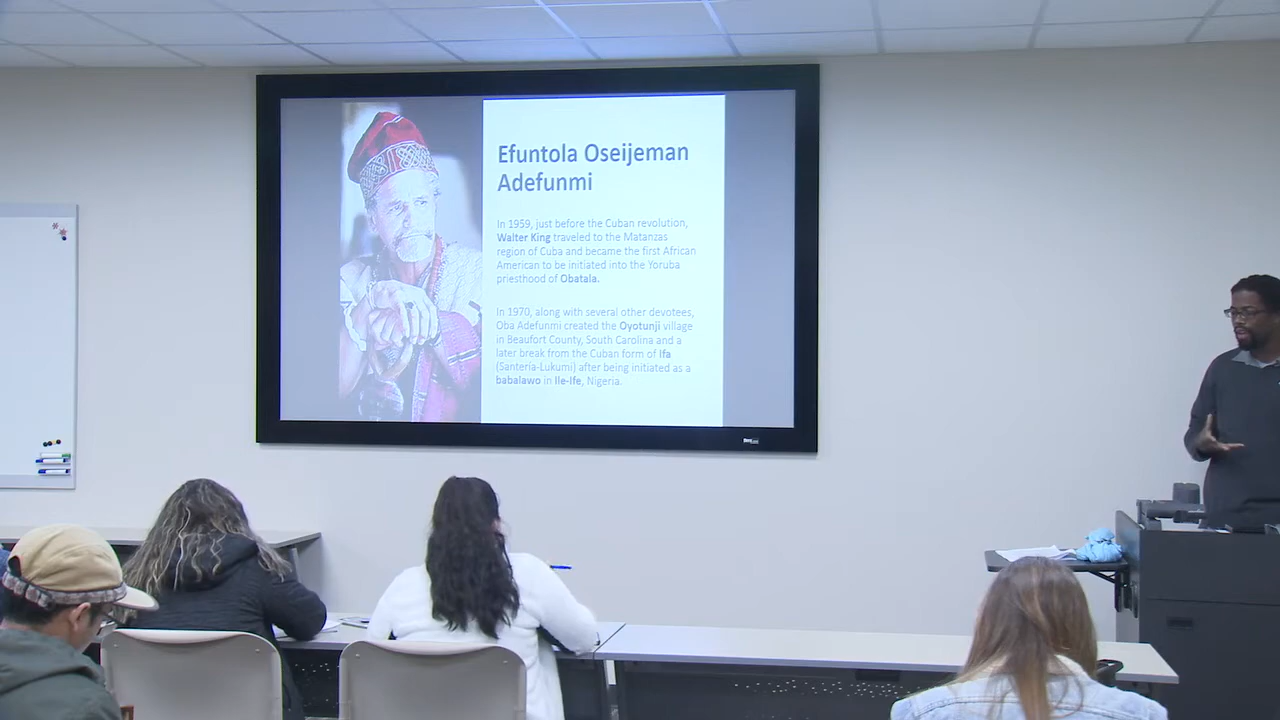 Efuntola Oseijeman
Adefunmi
In 1959, just before the Cuban revolution,
Walter King traveled to the Matanzas
region of Cuba and became the first African
American to be initiated into the Yoruba
priesthood of Obatala.
In 1970, along with several other devotees,
Oba Adefunmi created the Oyotunji village
in Beaufort County, South Carolina and a
later break from the Cuban form of Ifa
(Santería-Lukumi) after being initiated as a
babalawo in Ile-Ife, Nigeria.